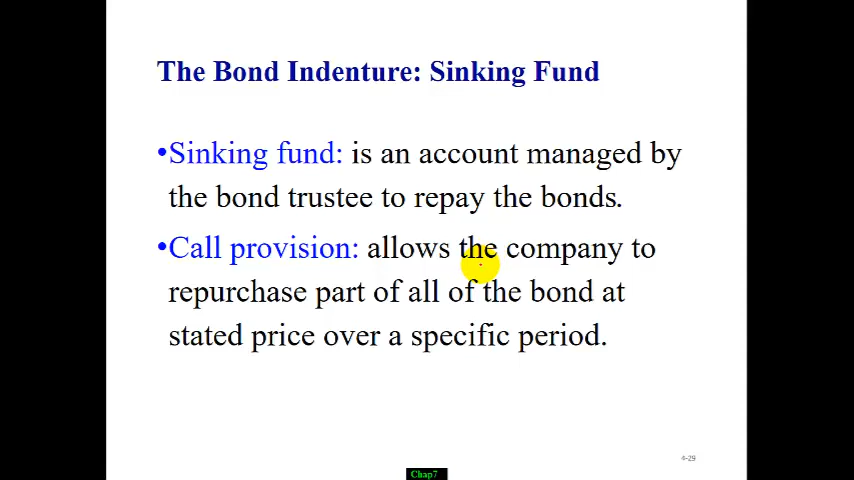 The Bond Indenture: Sinking Fund
•Sinking fund: is an account managed by
the bond trustee to repay the bonds.
•Call provision: allows the company to
repurchase part of all of the bond at
stated price over a specific period.
4-29
Chap7